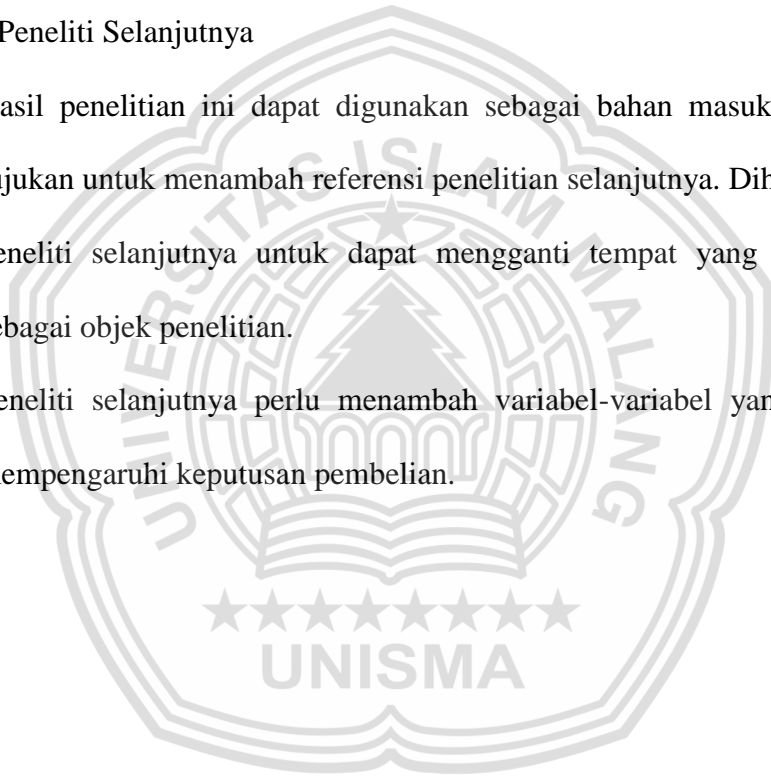 Peneliti Selanjutnya
asil penelitian ini dapat digunakan sebagai bahan masuk
ujukan untuk menambah referensi penelitian selanjutnya. Dih
eneliti selanjutnya untuk dapat mengganti tempat yang
ebagai objek penelitian.
eneliti selanjutnya perlu menambah variabel-variabel yan
empengaruhi keputusan pembelian.
UNIVERSITAS ISLAM MALANG
UNISMA